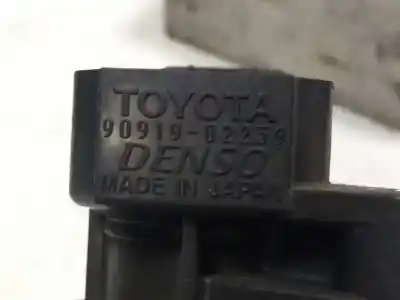 TOYOTA
90919-02239
DENSO
MADE IN JAPAN